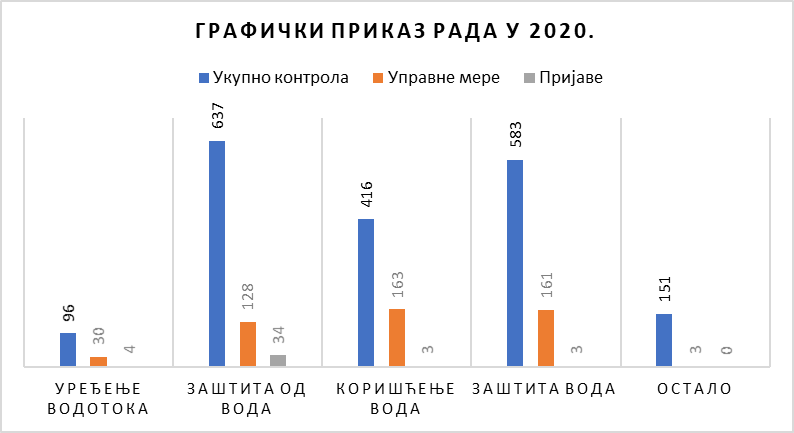 ГРАФИЧКИ ПРИКАЗ РАДА У 2020.
Укупно контрола Управне мере Пријаве
96 30 4
637 128 34
416 163 3
583 161 3
151 3 0
УРЕЂЕЊЕ ВОДОТОКА
ЗАШТИТА ОД ВОДА
КОРИШЋЕЊЕ ВОДА
ЗАШТИТА ВОДА
ОСТАЛО